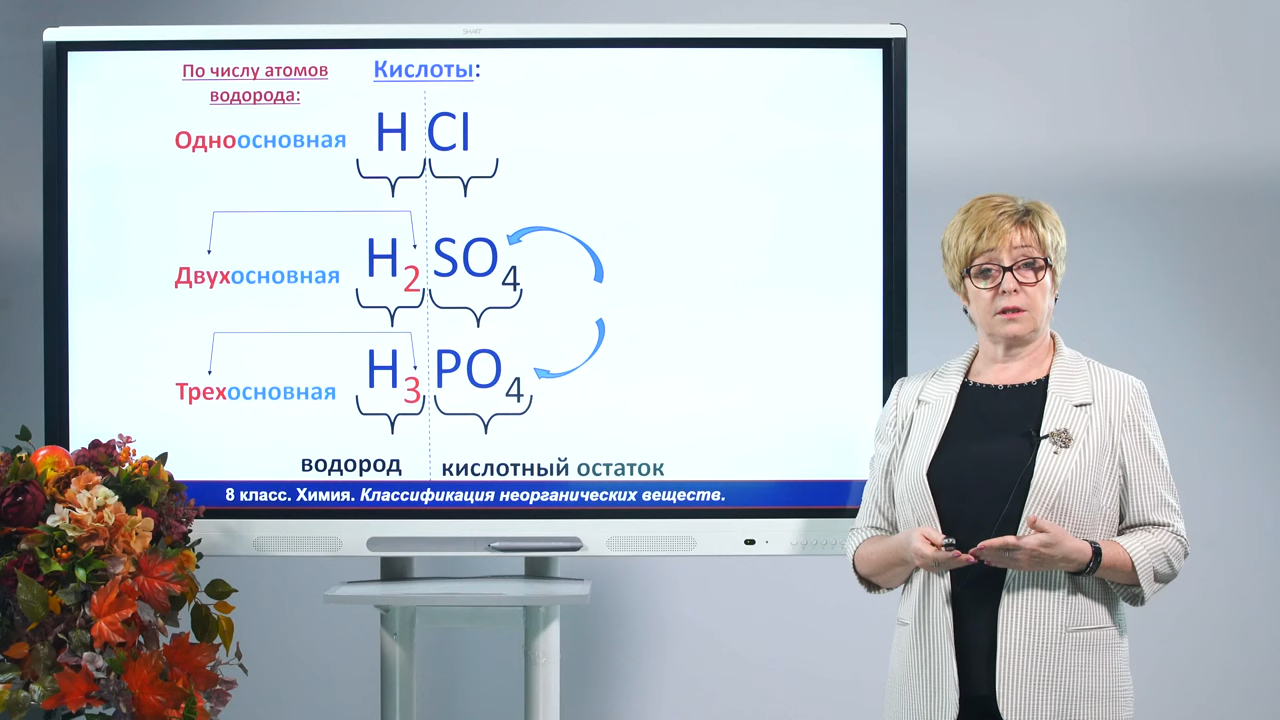 SMART
По числу атомов
водорода:
Кислоты:
Одноосновная
H Cl
Двухосновная
H2 SO4
Трехосновная
H3 PO4
водород
кислотный остаток
8 класс. Химия. Классификация неорганических веществ.